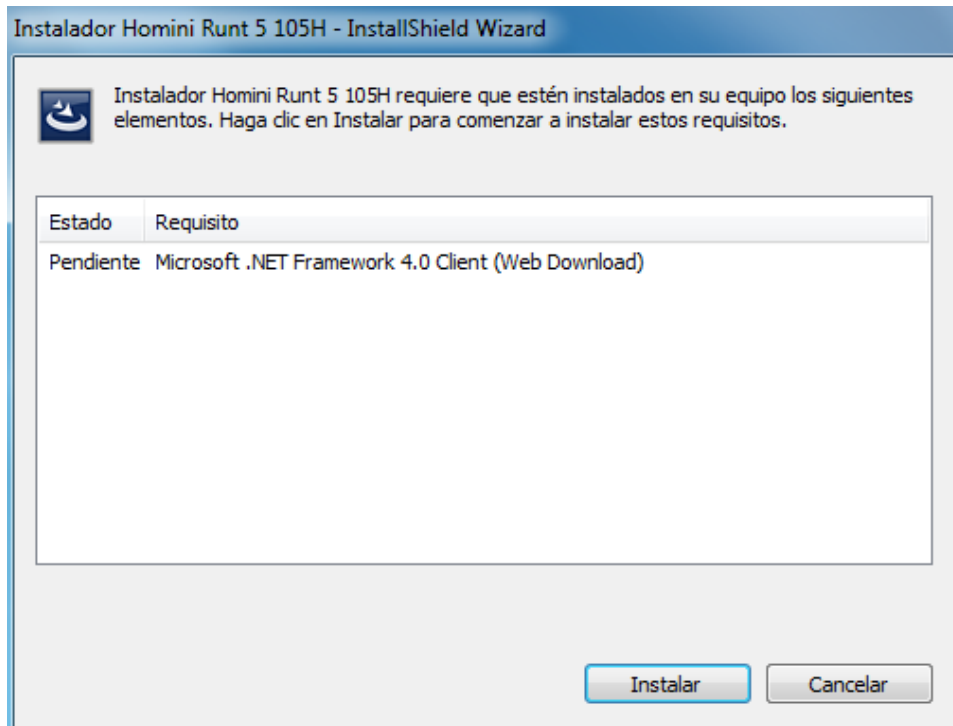 Instalador Homini Runt 5 105H - InstallShield Wizard
Instalador Homini Runt 5 105H requiere que estén instalados en su equipo los siguientes
elementos. Haga clic en Instalar para comenzar a instalar estos requisitos.
Estado Requisito
Pendiente Microsoft .NET Framework 4.0 Client (Web Download)
Instalar Cancelar